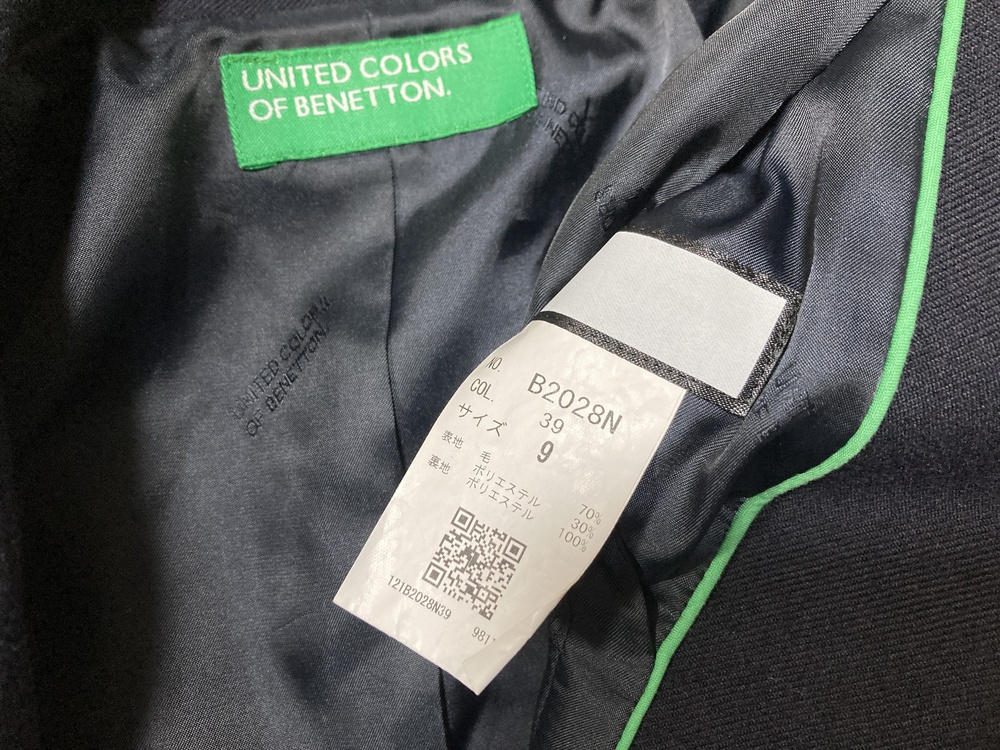 UNITED COLORS
OF BENETTON.
UNITED COLORS
OF BENETTON.
NO. B2028N
COL. 39
サイズ 9
表地 毛 70%
ポリエステル 30%
裏地 ポリエステル 100%
121B2028N39